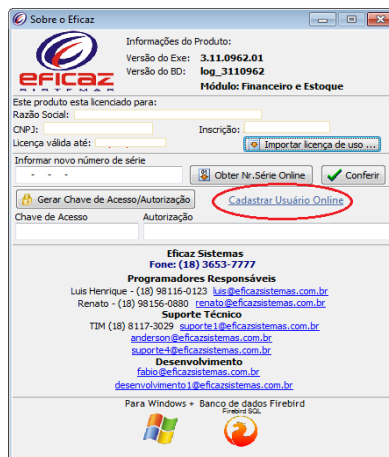 Sobre o Eficaz
Informações do Produto:
Versão do Exe: 3.11.0962.01
Versão do BD: log_3110962
Módulo: Financeiro e Estoque
eficaz
SISTEMAS
Este produto esta licenciado para:
Razão Social:
CNPJ: Inscrição:
Licença válida até:
Importar licença de uso ...
Informar novo número de série
- - -
Obter Nr.Série Online
Conferir
Gerar Chave de Acesso/Autorização
Cadastrar Usuário Online
Chave de Acesso Autorização
Eficaz Sistemas
Fone: (18) 3653-7777
Programadores Responsáveis
Luis Henrique - (18) 98116-0123 luis@eficazsistemas.com.br
Renato - (18) 98156-0880 renato@eficazsistemas.com.br
Suporte Técnico
TIM (18) 8117-3029 suporte1@eficazsistemas.com.br
anderson@eficazsistemas.com.br
suporte4@eficazsistemas.com.br
Desenvolvimento
fabio@eficazsistemas.com.br
desenvolvimento1@eficazsistemas.com.br
Para Windows + Banco de dados Firebird
Firebird SQL